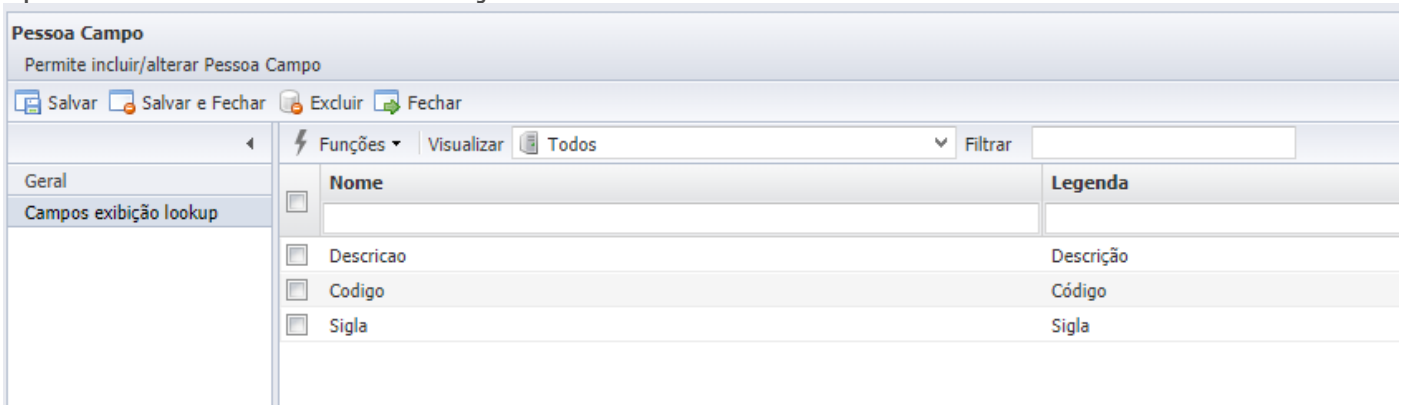 Pessoa Campo
Permite incluir/alterar Pessoa Campo
Salvar Salvar e Fechar Excluir Fechar
Funções Visualizar Todos Filtrar
Geral
Campos exibição lookup
Nome Legenda
Descricao Descrição
Codigo Código
Sigla Sigla